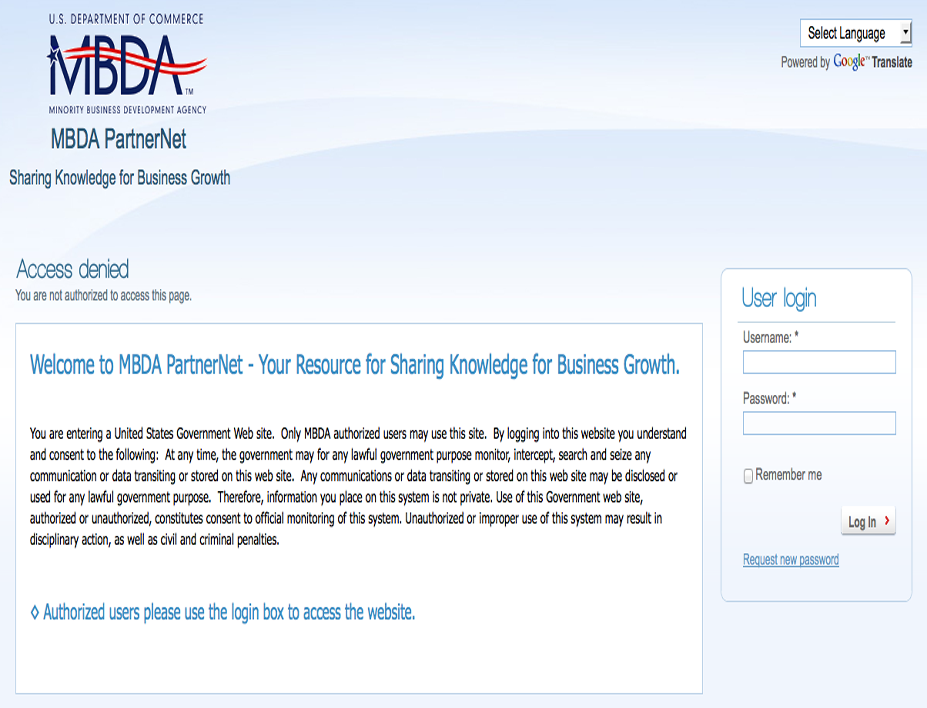 U.S. DEPARTMENT OF COMMERCE
MBDA™
MINORITY BUSINESS DEVELOPMENT AGENCY
MBDA PartnerNet
Sharing Knowledge for Business Growth
Select Language
Powered by Google™ Translate
Access denied
You are not authorized to access this page.
Welcome to MBDA PartnerNet - Your Resource for Sharing Knowledge for Business Growth.
You are entering a United States Government Web site.  Only MBDA authorized users may use this site.  By logging into this website you understand
and consent to the following:  At any time, the government may for any lawful government purpose monitor, intercept, search and seize any
communication or data transiting or stored on this web site.  Any communications or data transiting or stored on this web site may be disclosed or
used for any lawful government purpose.  Therefore, information you place on this system is not private. Use of this Government web site,
authorized or unauthorized, constitutes consent to official monitoring of this system. Unauthorized or improper use of this system may result in
disciplinary action, as well as civil and criminal penalties.
◊ Authorized users please use the login box to access the website.
User login
Username: *
Password: *
Remember me
Log In
Request new password